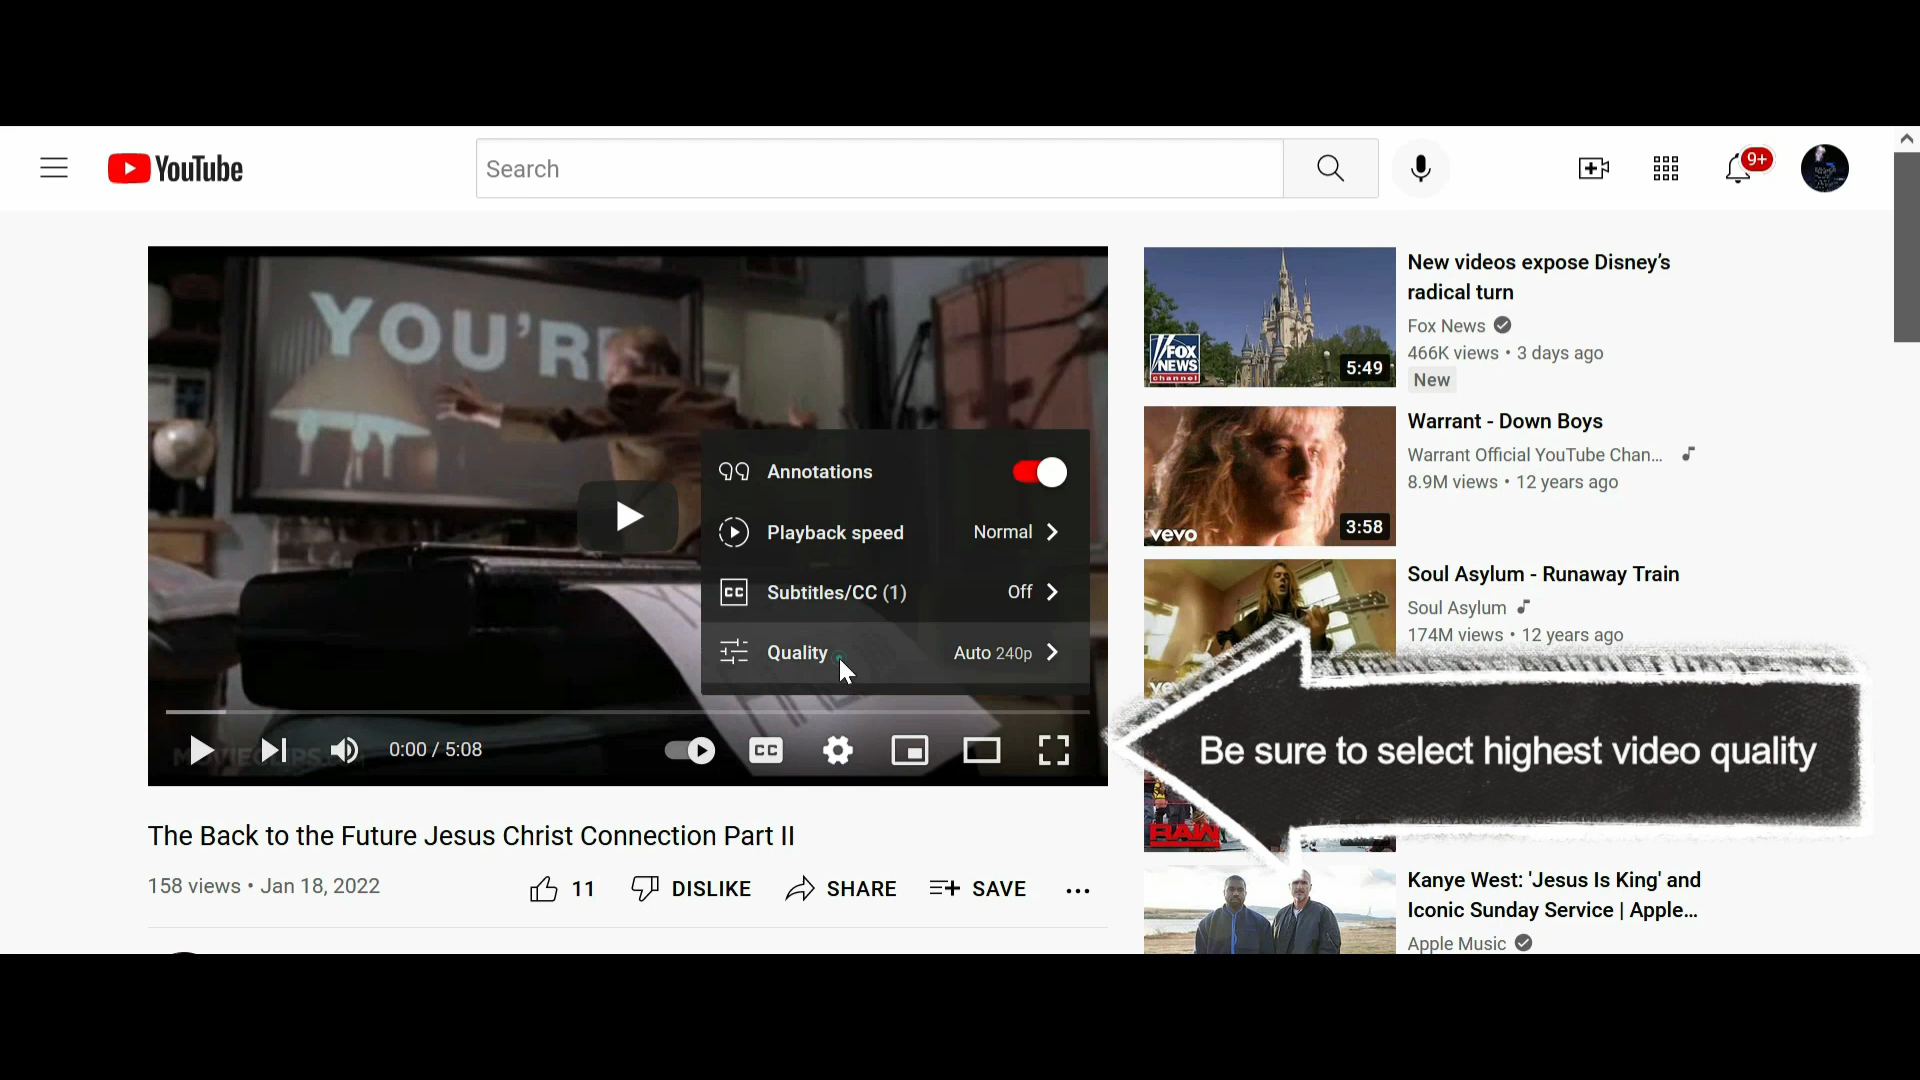 YouTube
Search
9+
YOU'RE
Annotations
Playback speed
Normal
Subtitles/CC (1)
Off
Quality
Auto 240p
0:00 / 5:08
CC
The Back to the Future Jesus Christ Connection Part II
158 views • Jan 18, 2022
11
DISLIKE
SHARE
SAVE
FOX
NEWS
channel
5:49
New videos expose Disney's
radical turn
Fox News
466K views • 3 days ago
New
vevo
3:58
Warrant - Down Boys
Warrant Official YouTube Chan...
8.9M views • 12 years ago
Soul Asylum - Runaway Train
Soul Asylum
174M views • 12 years ago
Be sure to select highest video quality
RAW
Kanye West: 'Jesus Is King' and
Iconic Sunday Service | Apple...
Apple Music